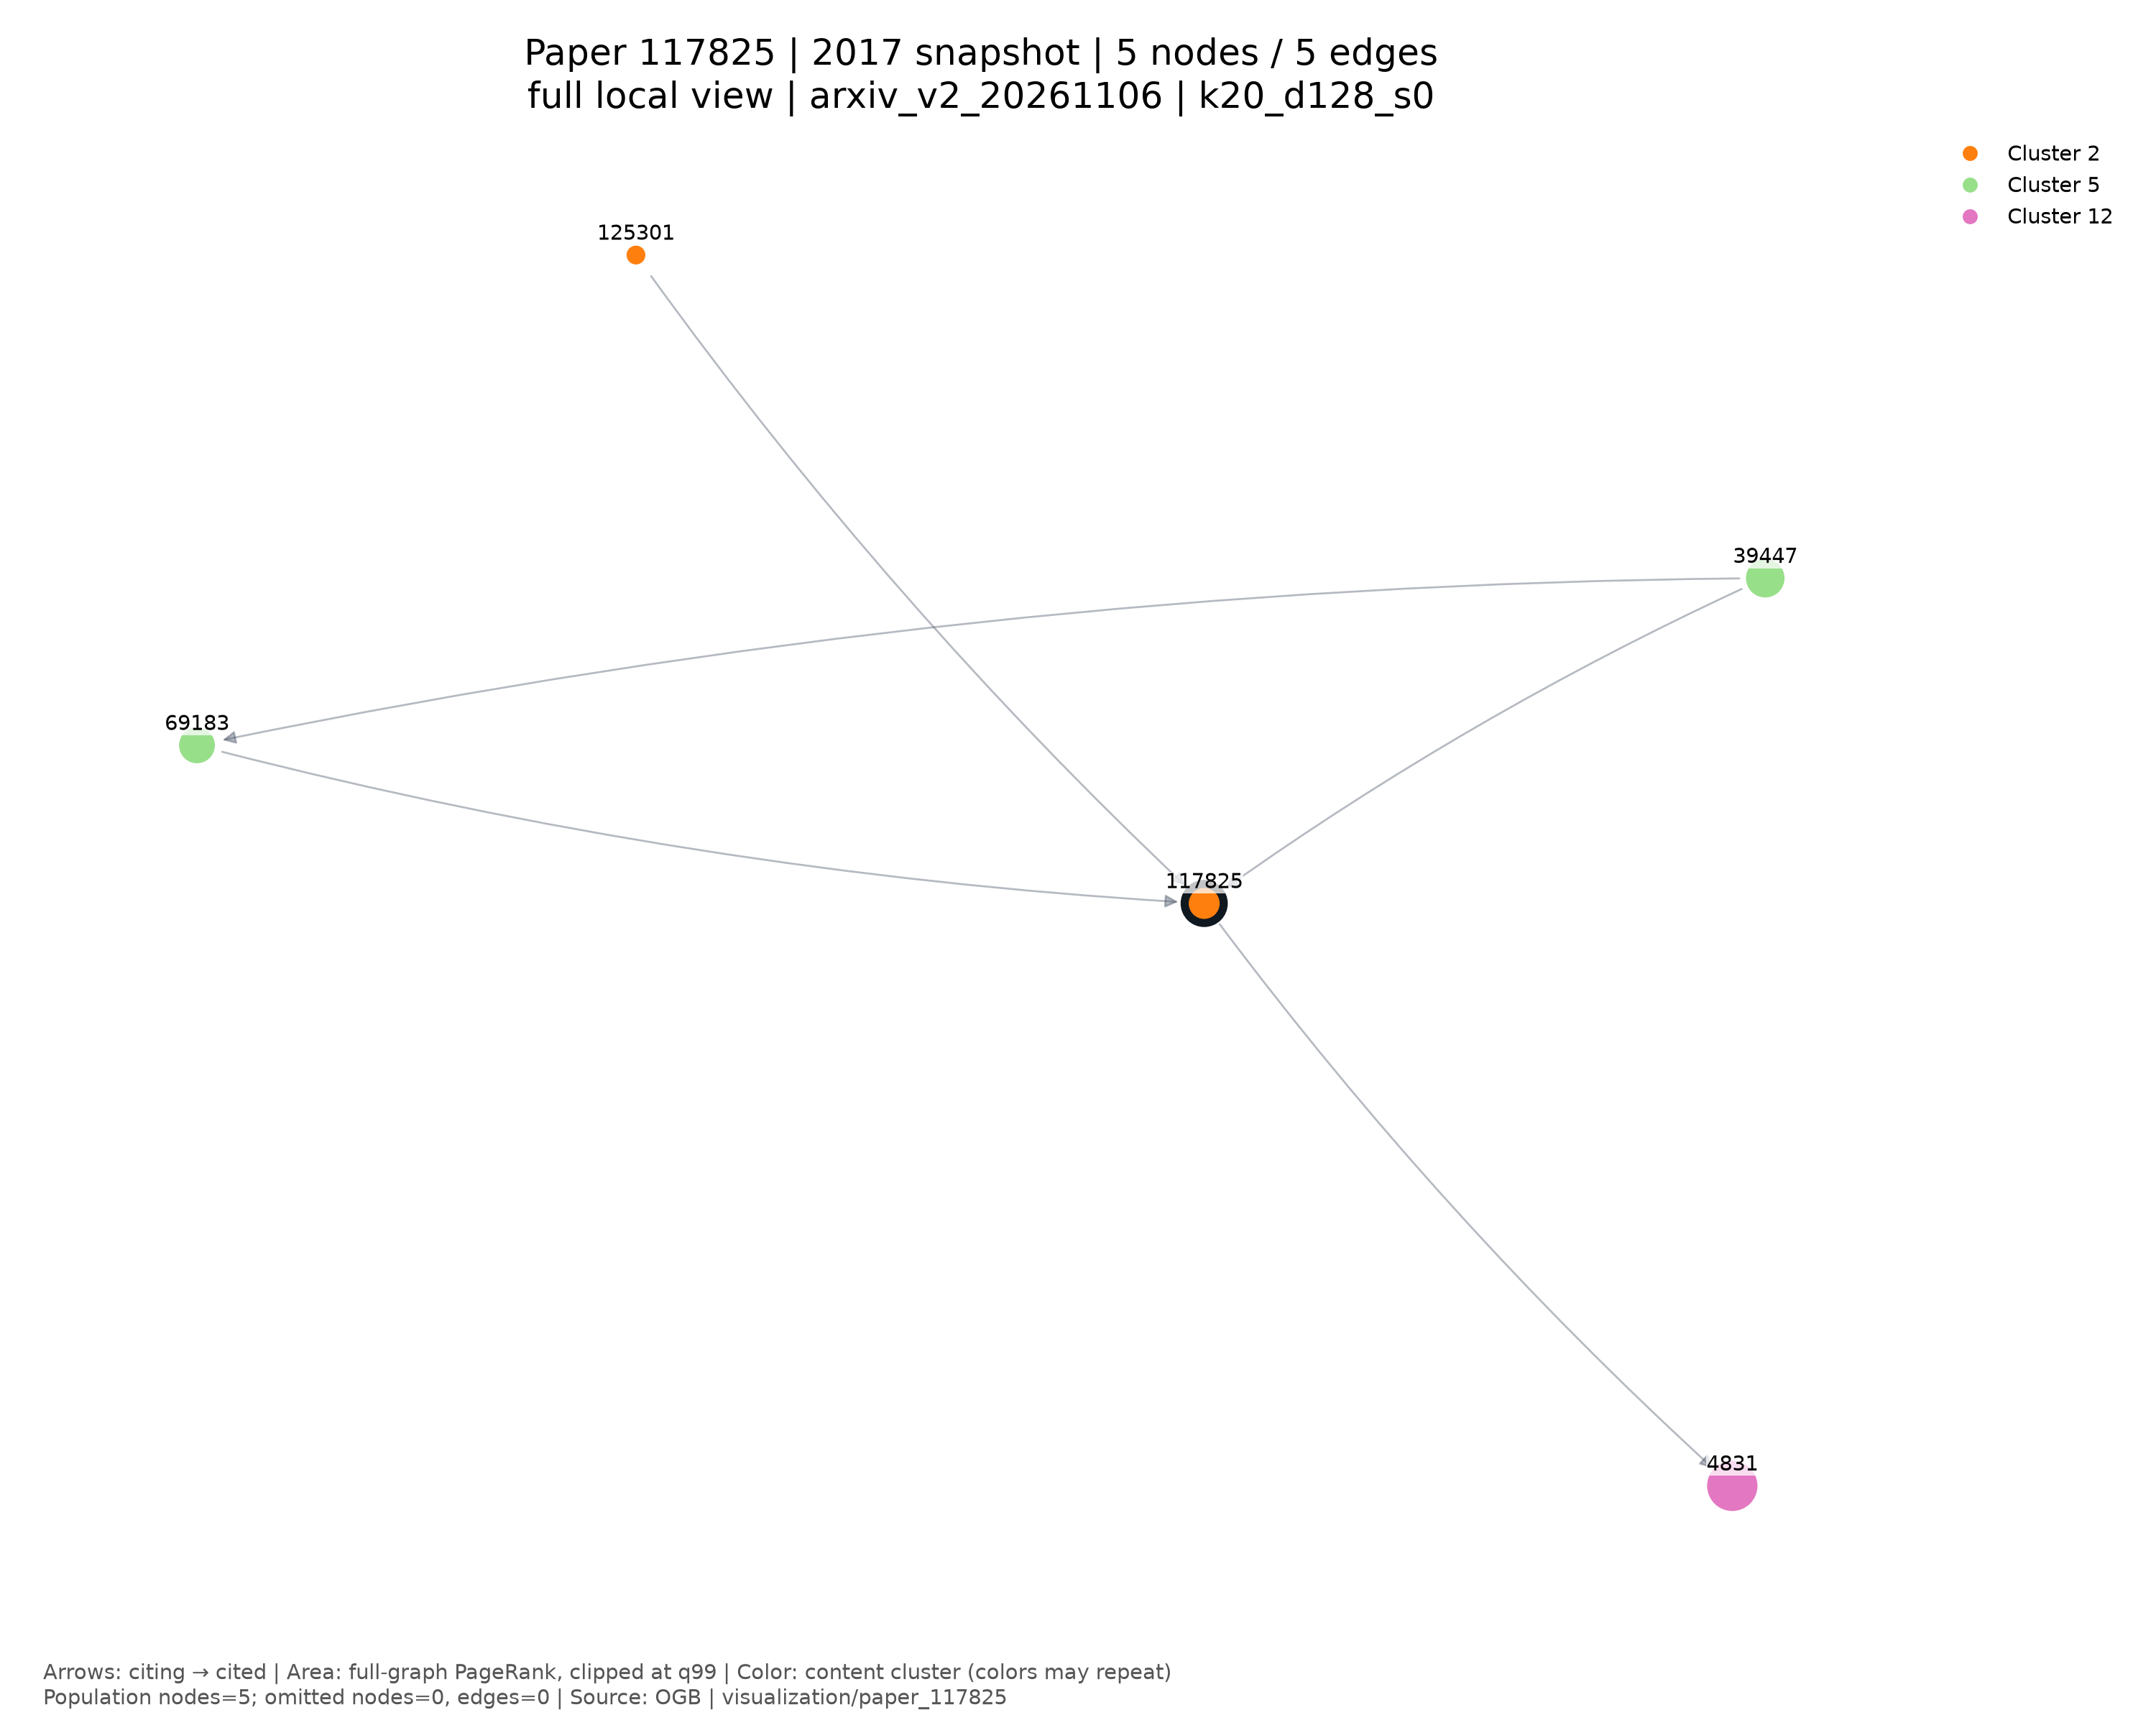 Paper 117825 | 2017 snapshot | 5 nodes / 5 edges
full local view | arxiv_v2_20261106 | k20_d128_s0
Cluster 2
Cluster 5
Cluster 12
125301
39447
69183
117825
4831
Arrows: citing → cited | Area: full-graph PageRank, clipped at q99 | Color: content cluster (colors may repeat)
Population nodes=5; omitted nodes=0, edges=0 | Source: OGB | visualization/paper_117825